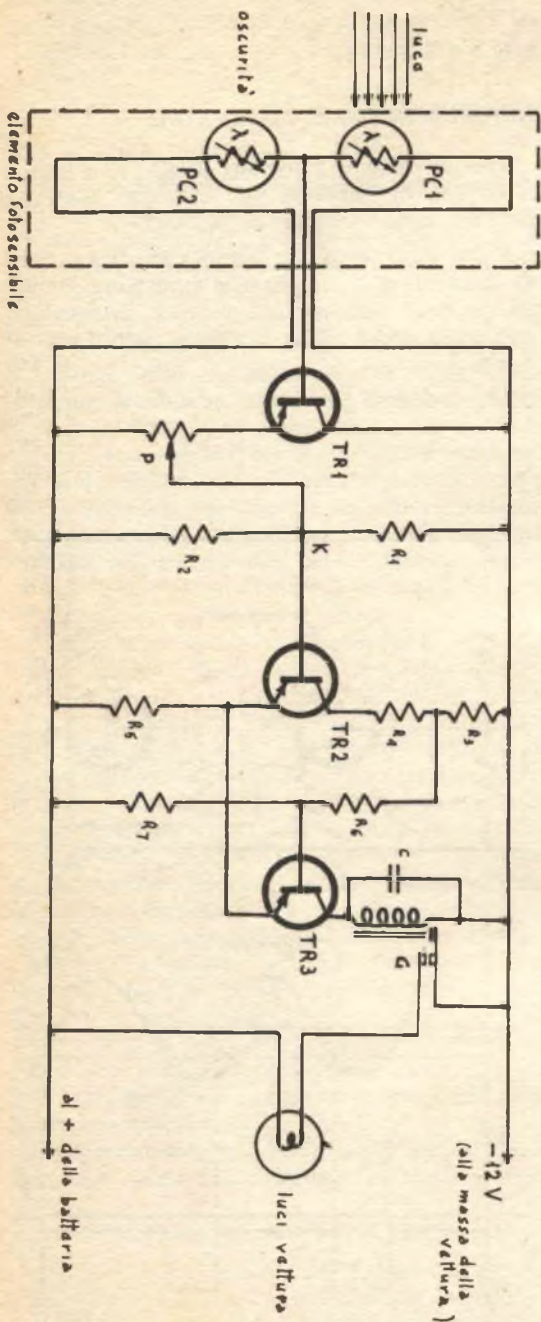 luce
oscurità
λ
PC1
λ
PC2
elemento fotosensibile
TR1
P
K
R1
R2
TR2
R3
R4
R5
R6
R7
C
G
TR3
luci vettura
-12 V
(alla massa della
vettura)
al + della batteria